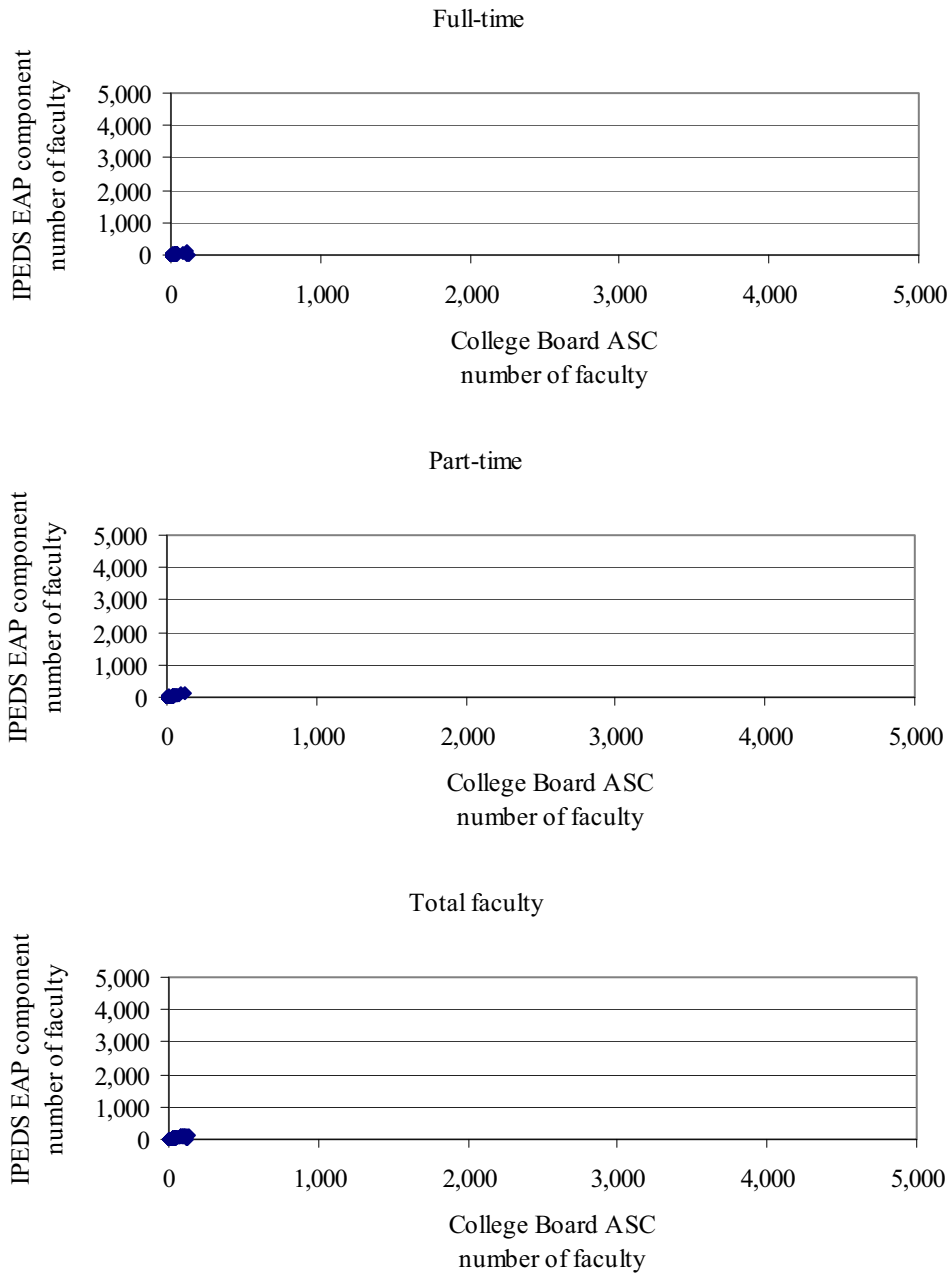 Full-time
IPEDS EAP component
number of faculty
5,000
4,000
3,000
2,000
1,000
0
0 1,000 2,000 3,000 4,000 5,000
College Board ASC
number of faculty
Part-time
IPEDS EAP component
number of faculty
5,000
4,000
3,000
2,000
1,000
0
0 1,000 2,000 3,000 4,000 5,000
College Board ASC
number of faculty
Total faculty
IPEDS EAP component
number of faculty
5,000
4,000
3,000
2,000
1,000
0
0 1,000 2,000 3,000 4,000 5,000
College Board ASC
number of faculty